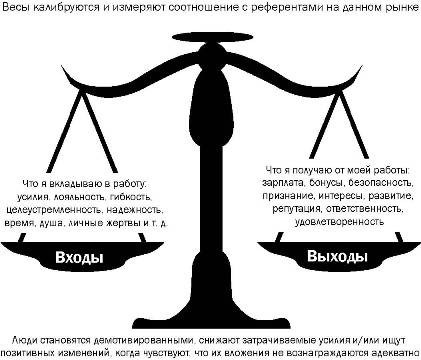 Весы калибруются и измеряют соотношение с референтами на данном рынке
Что я вкладываю в работу:
усилия, лояльность, гибкость,
целеустремленность, надежность,
время, душа, личные жертвы и т. д.
Входы
Что я получаю от моей работы:
зарплата, бонусы, безопасность,
признание, интересы, развитие,
репутация, ответственность,
удовлетворенность
Выходы
Люди становятся демотивированными, снижают затрачиваемые усилия и/или ищут
позитивных изменений, когда чувствуют, что их вложения не вознаграждаются адекватно